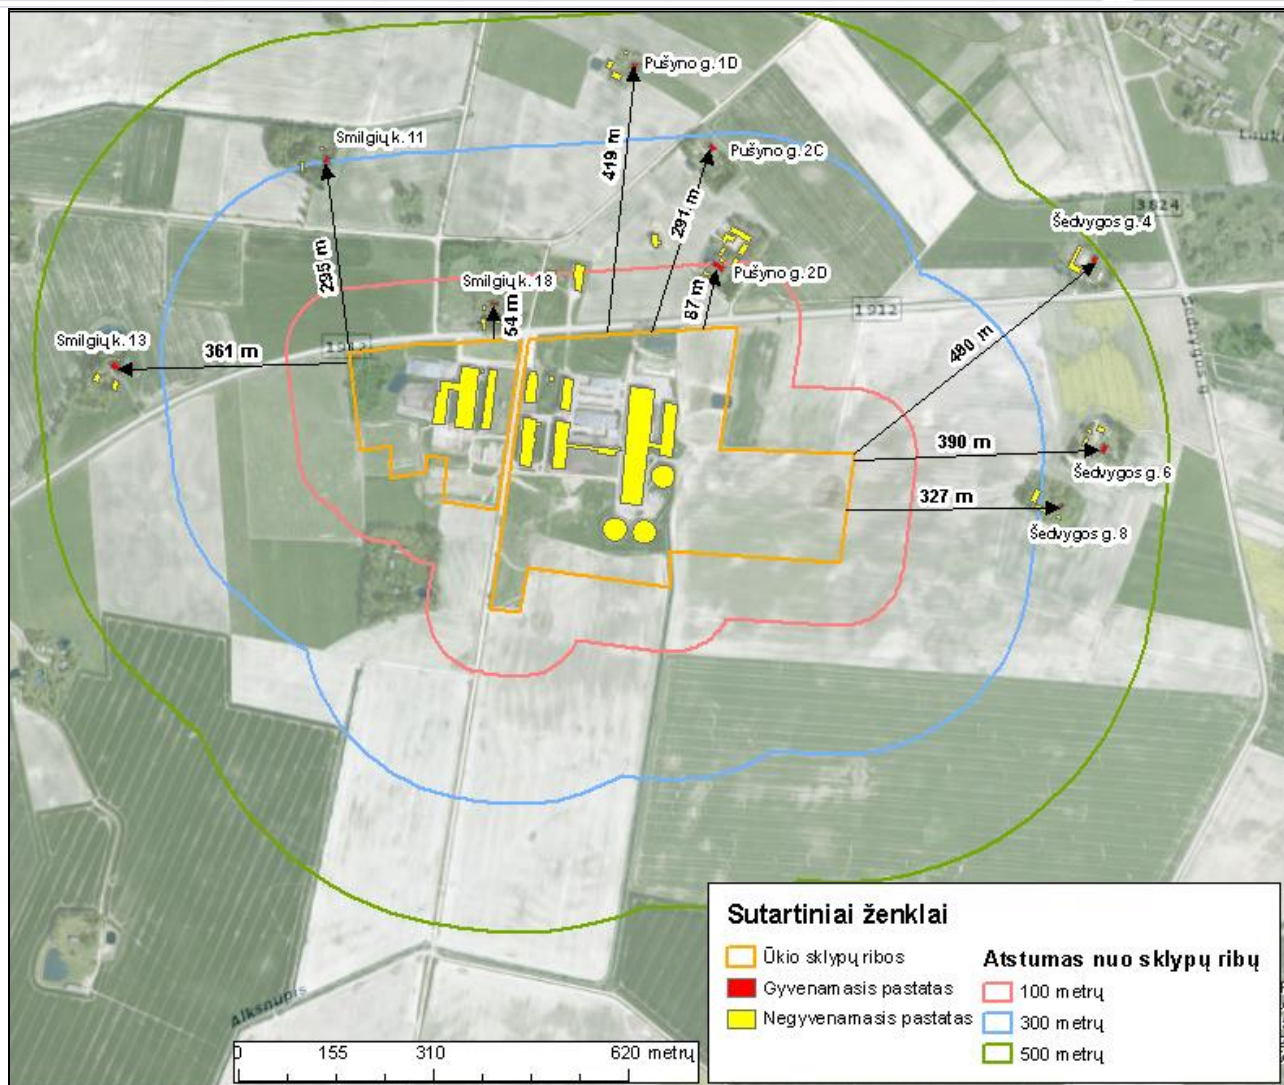 Pušyno g. 1D
Smilgių k. 11
419 m
Pušyno g. 2C
291 m
3824
Šedvygos g. 4
295 m
Smilgių k. 18
Pušyno g. 2D
54 m
87 m
1912
Šedvygos g.
Smilgių k. 13
361 m
480 m
390 m
Šedvygos g. 6
327 m
Šedvygos g. 8
Alksnupis
Sutartiniai ženklai
Ūkio sklypų ribos
Gyvenamasis pastatas
Negyvenamasis pastatas
Atstumas nuo sklypų ribų
100 metrų
300 metrų
500 metrų
0 155 310 620 metrų